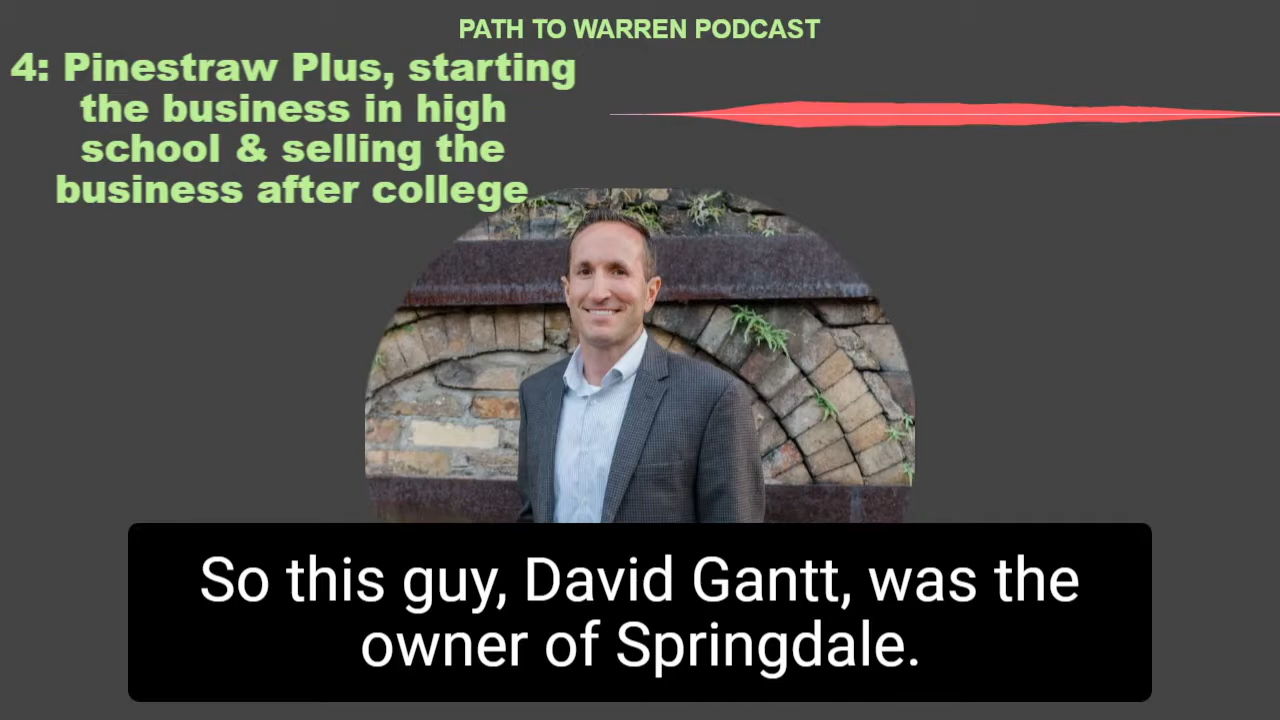 PATH TO WARREN PODCAST
4: Pinestraw Plus, starting
the business in high
school & selling the
business after college
So this guy, David Gantt, was the
owner of Springdale.